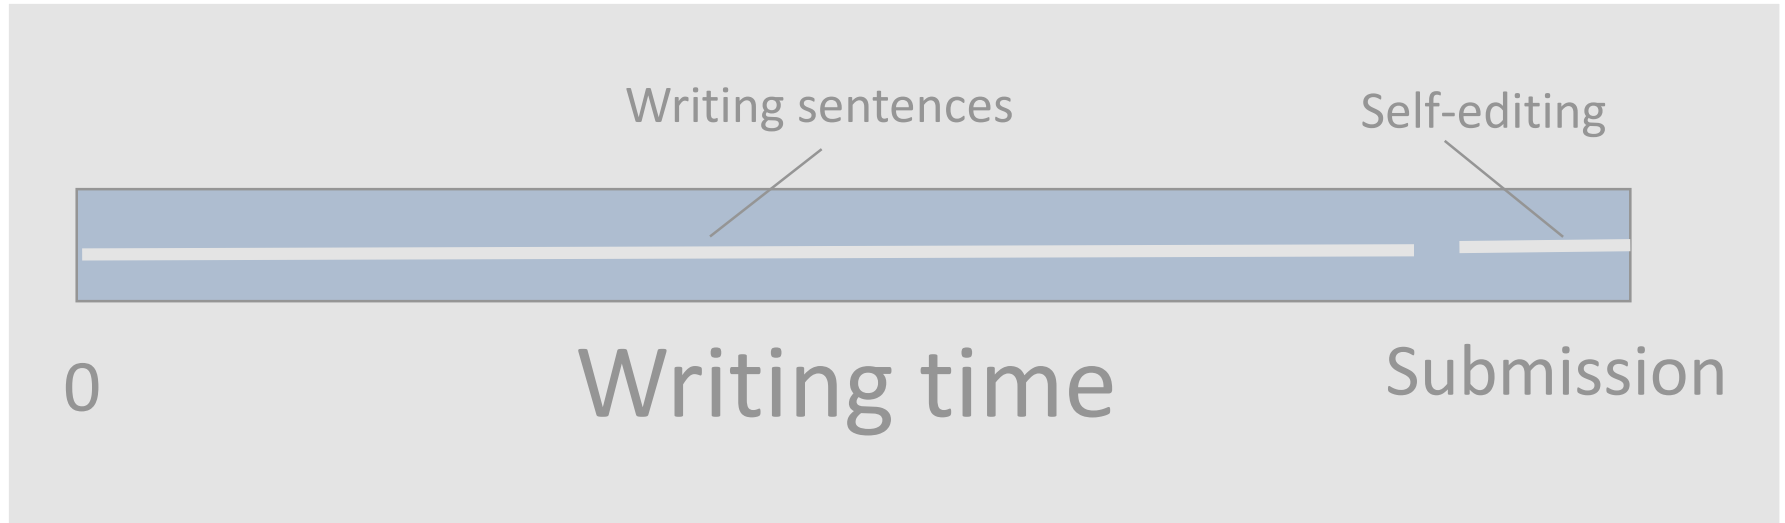 Writing sentences
Self-editing
0
Writing time
Submission